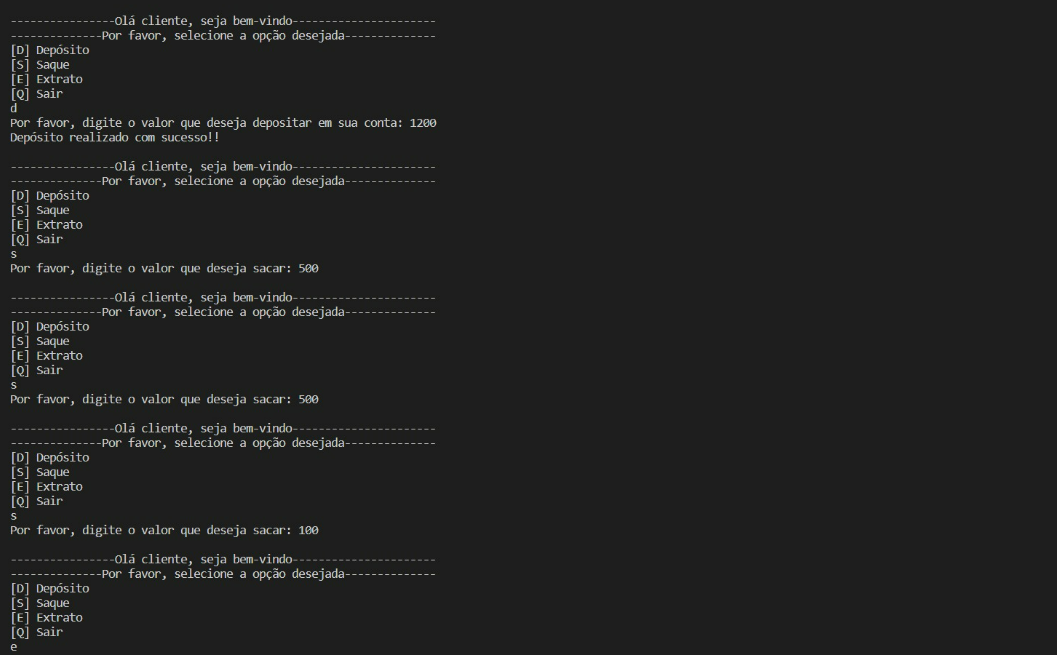 ----------------Olá cliente, seja bem-vindo----------------------
--------------Por favor, selecione a opção desejada--------------
[D] Depósito
[S] Saque
[E] Extrato
[Q] Sair
d
Por favor, digite o valor que deseja depositar em sua conta: 1200
Depósito realizado com sucesso!!
----------------Olá cliente, seja bem-vindo----------------------
--------------Por favor, selecione a opção desejada--------------
[D] Depósito
[S] Saque
[E] Extrato
[Q] Sair
s
Por favor, digite o valor que deseja sacar: 500
----------------Olá cliente, seja bem-vindo----------------------
--------------Por favor, selecione a opção desejada--------------
[D] Depósito
[S] Saque
[E] Extrato
[Q] Sair
s
Por favor, digite o valor que deseja sacar: 500
----------------Olá cliente, seja bem-vindo----------------------
--------------Por favor, selecione a opção desejada--------------
[D] Depósito
[S] Saque
[E] Extrato
[Q] Sair
s
Por favor, digite o valor que deseja sacar: 100
----------------Olá cliente, seja bem-vindo----------------------
--------------Por favor, selecione a opção desejada--------------
[D] Depósito
[S] Saque
[E] Extrato
[Q] Sair
e